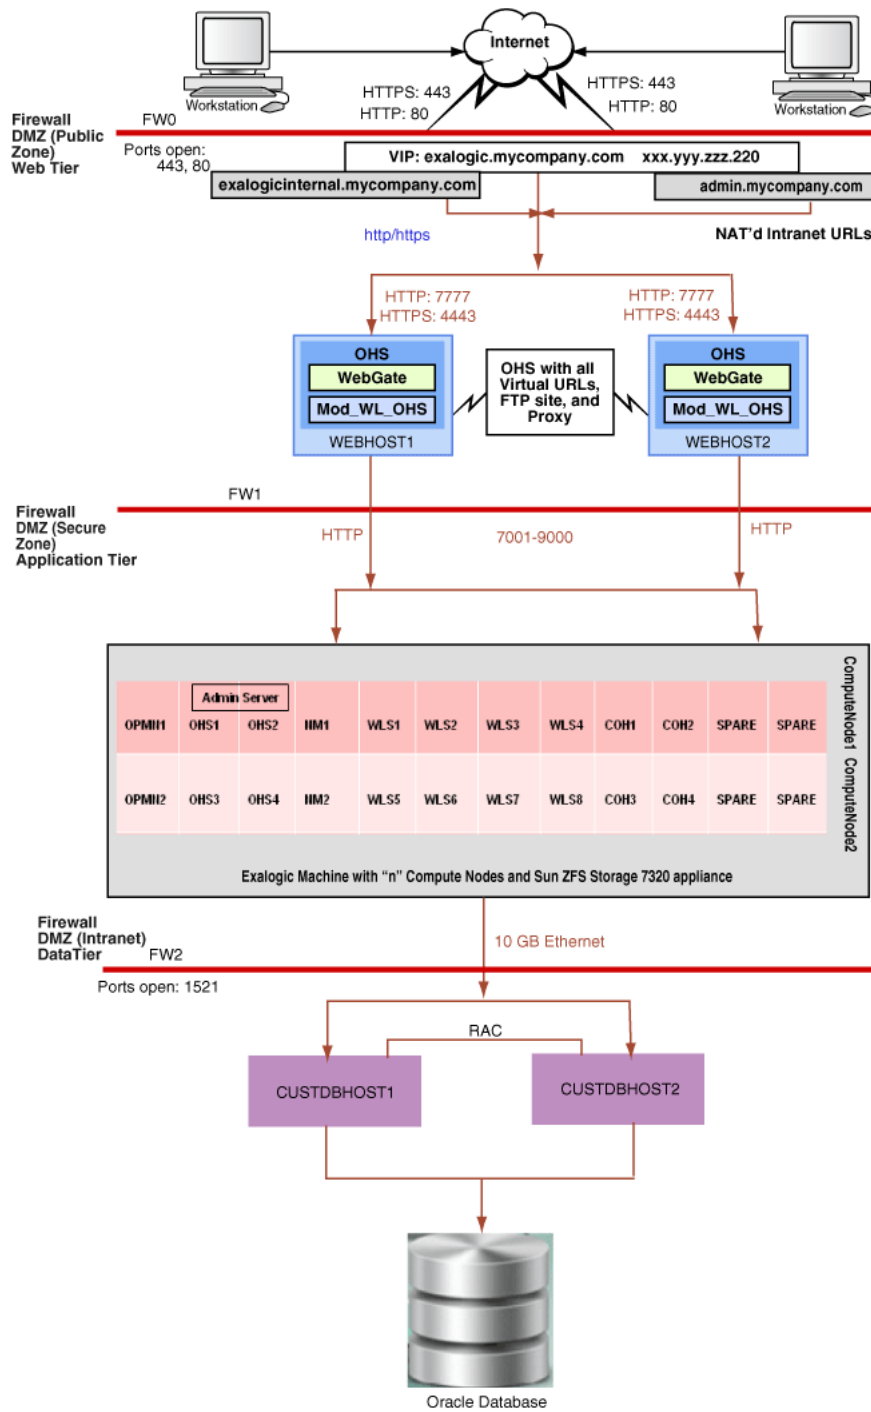 Internet
HTTPS: 443
HTTP: 80
HTTPS: 443
HTTP: 80
Workstation
Workstation
Firewall
DMZ (Public
Zone)
Web Tier
FW0
Ports open:
443, 80
VIP: exalogic.mycompany.com xxx.yyy.zzz.220
exalogicinternal.mycompany.com
admin.mycompany.com
http/https
NAT'd Intranet URLs
HTTP: 7777
HTTPS: 4443
HTTP: 7777
HTTPS: 4443
OHS
WebGate
Mod_WL_OHS
WEBHOST1
OHS with all
Virtual URLs,
FTP site, and
Proxy
OHS
WebGate
Mod_WL_OHS
WEBHOST2
FW1
Firewall
DMZ (Secure
Zone)
Application Tier
HTTP
7001-9000
HTTP
Admin Server
OPMN1 OHS1 OHS2 NM1 WLS1 WLS2 WLS3 WLS4 COH1 COH2 SPARE SPARE
ComputeNode1
OPMN2 OHS3 OHS4 NM2 WLS5 WLS6 WLS7 WLS8 COH3 COH4 SPARE SPARE
ComputeNode2
Exalogic Machine with “n” Compute Nodes and Sun ZFS Storage 7320 appliance
Firewall
DMZ (Intranet)
DataTier
FW2
10 GB Ethernet
Ports open: 1521
RAC
CUSTDBHOST1
CUSTDBHOST2
Oracle Database